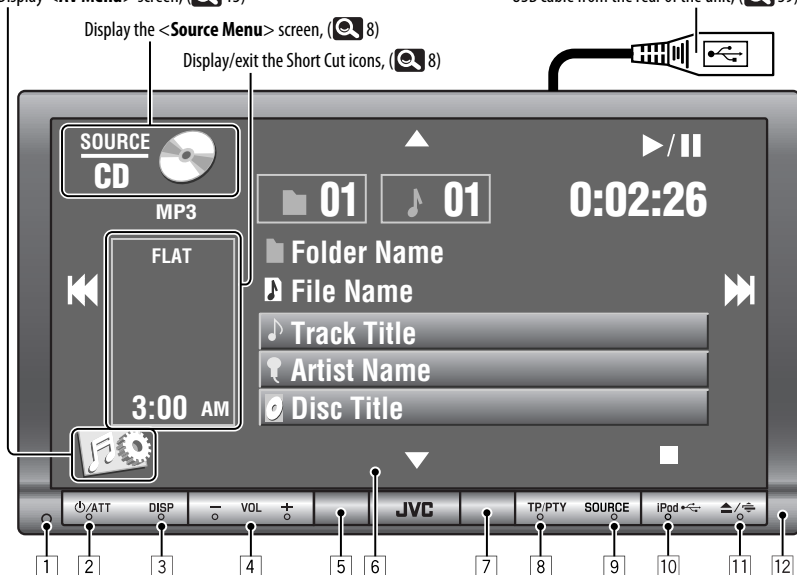 Display the <Source Menu> screen, ( 8)
Display/exit the Short Cut icons, ( 8)
SOURCE
CD
MP3
01 01 0:02:26
FLAT
Folder Name
File Name
Track Title
Artist Name
Disc Title
3:00 AM
/ATT DISP – VOL + JVC TP/PTY SOURCE iPod
1 2 3 4 5 6 7 8 9 10 11 12